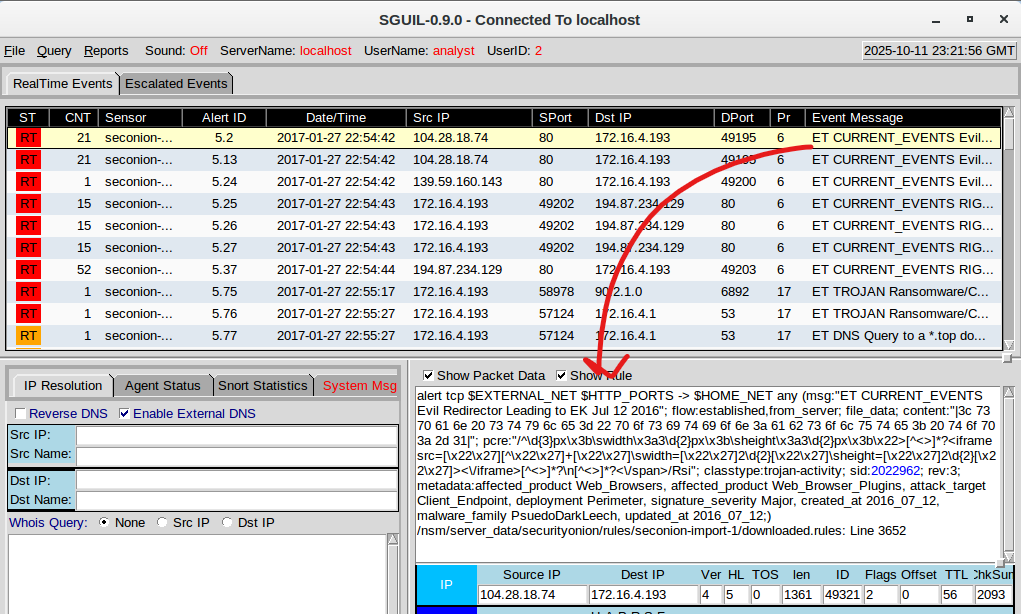 SGUIL-0.9.0 - Connected To localhost
File Query Reports Sound: Off ServerName: localhost UserName: analyst UserID: 2 2025-10-11 23:21:56 GMT
RealTime Events Escalated Events
ST CNT Sensor Alert ID Date/Time Src IP SPort Dst IP DPort Pr Event Message
RT 21 seconion-... 5.2 2017-01-27 22:54:42 104.28.18.74 80 172.16.4.193 49195 6 ET CURRENT_EVENTS Evil...
RT 21 seconion-... 5.13 2017-01-27 22:54:42 104.28.18.74 80 172.16.4.193 49195 6 ET CURRENT_EVENTS Evil...
RT 1 seconion-... 5.24 2017-01-27 22:54:42 139.59.160.143 80 172.16.4.193 49200 6 ET CURRENT_EVENTS Evil...
RT 15 seconion-... 5.25 2017-01-27 22:54:43 172.16.4.193 49202 194.87.234.129 80 6 ET CURRENT_EVENTS RIG...
RT 15 seconion-... 5.26 2017-01-27 22:54:43 172.16.4.193 49202 194.87.234.129 80 6 ET CURRENT_EVENTS RIG...
RT 15 seconion-... 5.27 2017-01-27 22:54:43 172.16.4.193 49202 194.87.234.129 80 6 ET CURRENT_EVENTS RIG...
RT 52 seconion-... 5.37 2017-01-27 22:54:44 194.87.234.129 80 172.16.4.193 49203 6 ET CURRENT_EVENTS RIG...
RT 1 seconion-... 5.75 2017-01-27 22:55:17 172.16.4.193 58978 90.2.1.0 6892 17 ET TROJAN Ransomware/C...
RT 1 seconion-... 5.76 2017-01-27 22:55:27 172.16.4.193 57124 172.16.4.1 53 17 ET TROJAN Ransomware/C...
RT 1 seconion-... 5.77 2017-01-27 22:55:27 172.16.4.193 57124 172.16.4.1 53 17 ET DNS Query to a *.top do...
IP Resolution Agent Status Snort Statistics System Msg
Reverse DNS Enable External DNS
Src IP:
Src Name:
Dst IP:
Dst Name:
Whois Query: None Src IP Dst IP
Show Packet Data Show Rule
alert tcp $EXTERNAL_NET $HTTP_PORTS -> $HOME_NET any (msg:"ET CURRENT_EVENTS
Evil Redirector Leading to EK Jul 12 2016"; flow:established,from_server; file_data; content:"|3c 73
70 61 6e 20 73 74 79 6c 65 3d 22 70 6f 73 69 74 69 6f 6e 3a 61 62 73 6f 6c 75 74 65 3b 20 74 6f 70
3a 2d 31|"; pcre:"/^\d{3}px\x3b\swidth\x3a3\d{2}px\x3b\sheight\x3a3\d{2}px\x3b\x22>[^<>]*?<iframe
src=[\x22\x27][^\x22\x27]+[\x22\x27]\swidth=[\x22\x27]2\d{2}[\x22\x27]\sheight=[\x22\x27]2\d{2}[\x2
2\x27]><\/iframe>[^<>]*?\n[^<>]*?<\/span>/Rsi"; classtype:trojan-activity; sid:2022962; rev:3;
metadata:affected_product Web_Browsers, affected_product Web_Browser_Plugins, attack_target
Client_Endpoint, deployment Perimeter, signature_severity Major, created_at 2016_07_12,
malware_family PsuedoDarkLeech, updated_at 2016_07_12;)
/nsm/server_data/securityonion/rules/seconion-import-1/downloaded.rules: Line 3652
IP Source IP Dest IP Ver HL TOS len ID Flags Offset TTL ChkSum
104.28.18.74 172.16.4.193 4 5 0 1361 49321 2 0 56 2093